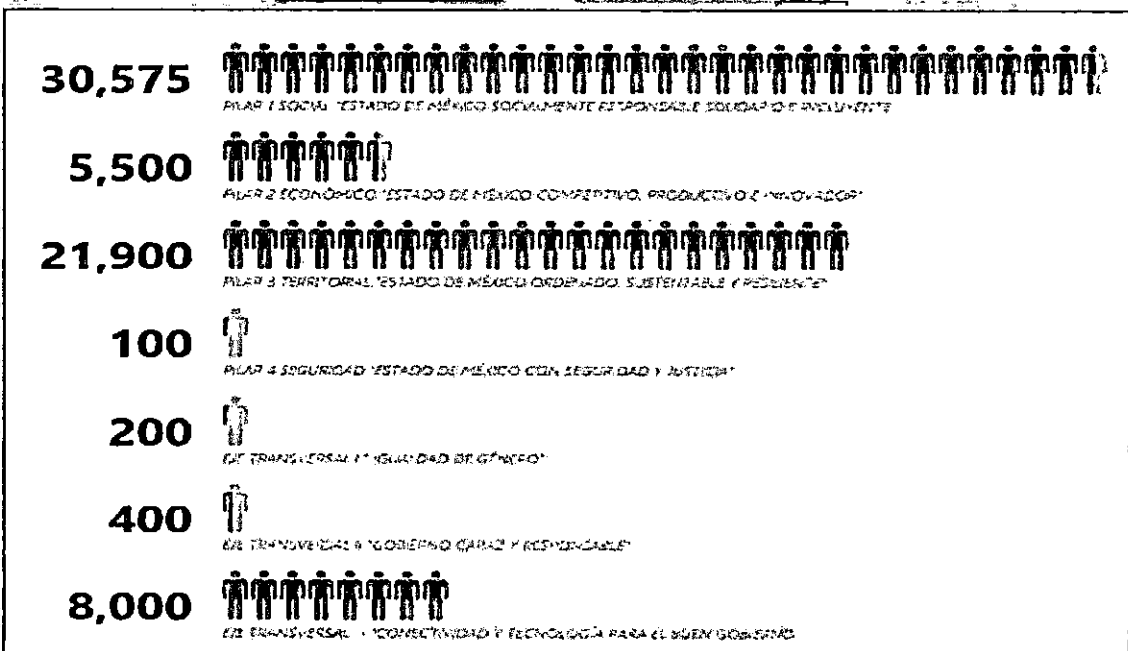 30,575
PILAR 1 SOCIAL "ESTADO DE MÉXICO SOCIALMENTE RESPONSABLE SOLIDARIO E INCLUYENTE
5,500
PILAR 2 ECONÓMICO "ESTADO DE MÉXICO COMPETITIVO, PRODUCTIVO E INNOVADOR"
21,900
PILAR 3 TERRITORIAL "ESTADO DE MÉXICO ORDENADO, SUSTENTABLE Y RESILIENTE"
100
PILAR 4 SEGURIDAD "ESTADO DE MÉXICO CON SEGURIDAD Y JUSTICIA"
200
EJE TRANSVERSAL "IGUALDAD DE GÉNERO"
400
EJE TRANSVERSAL "GOBIERNO CAPAZ Y RESPONSABLE"
8,000
EJE TRANSVERSAL "CONECTIVIDAD Y TECNOLOGÍA PARA EL BUEN GOBIERNO